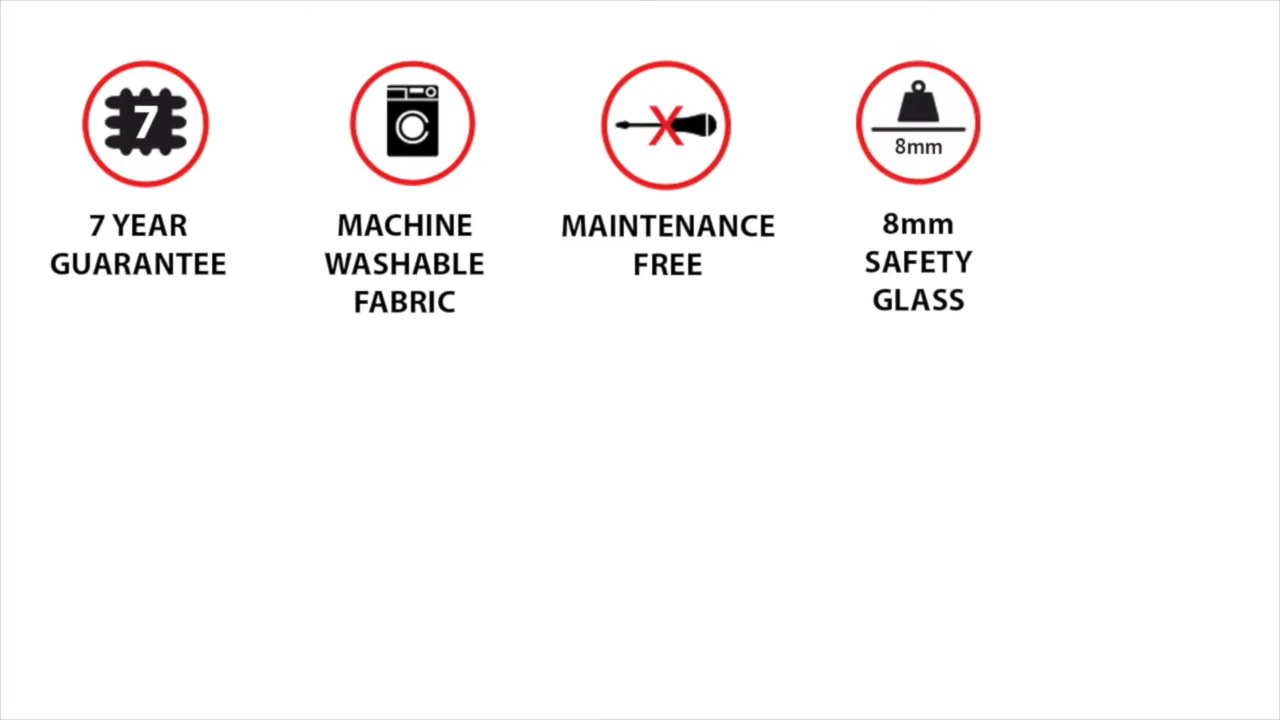 7
8mm
7 YEAR
GUARANTEE
MACHINE
WASHABLE
FABRIC
MAINTENANCE
FREE
8mm
SAFETY
GLASS